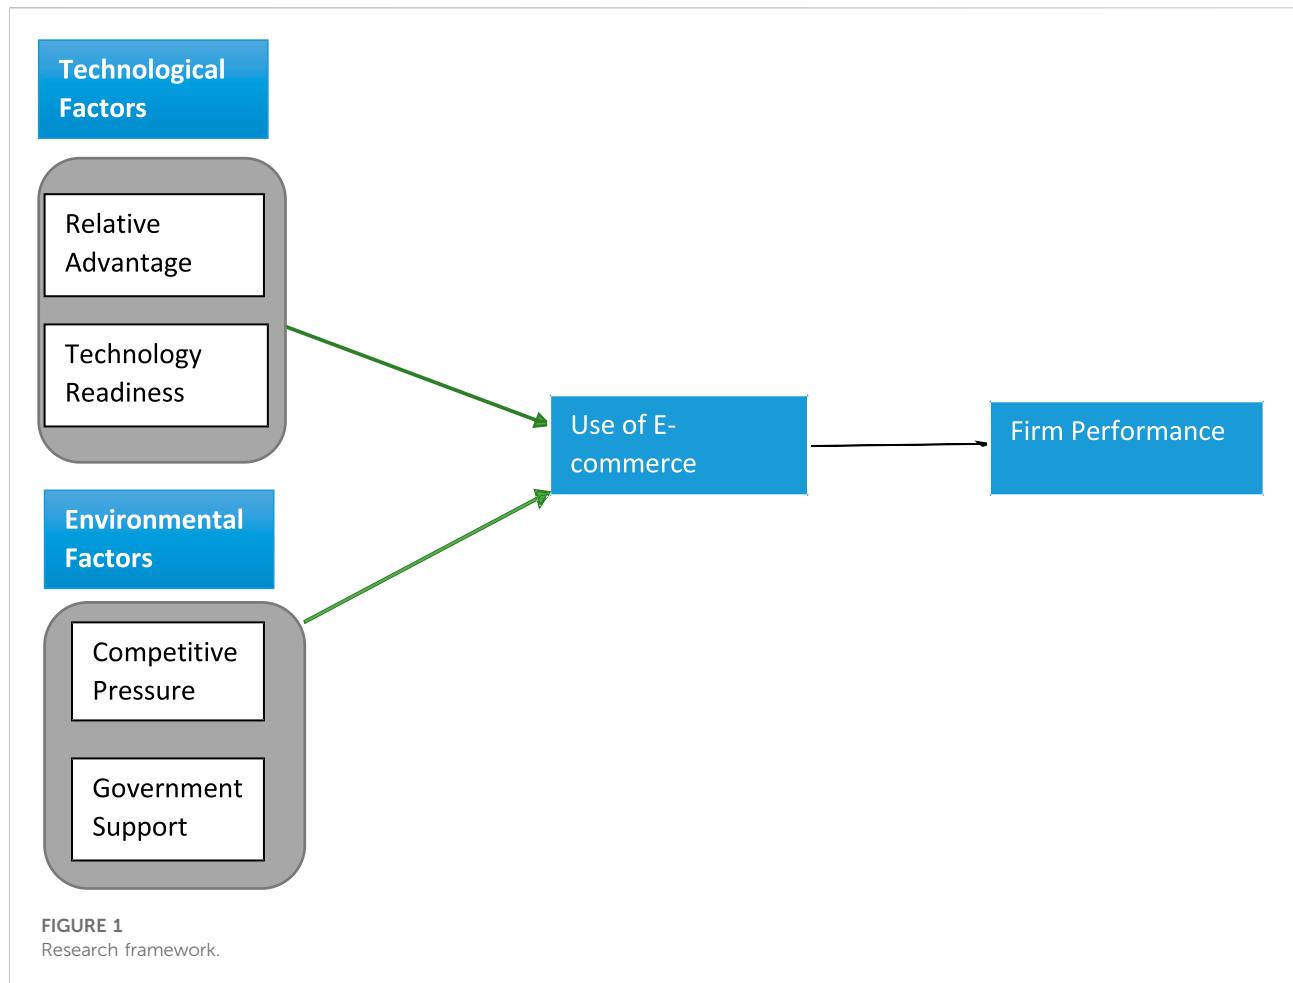 Technological
Factors
Relative
Advantage
Technology
Readiness
Use of E-
commerce
Firm Performance
Environmental
Factors
Competitive
Pressure
Government
Support
FIGURE 1
Research framework.